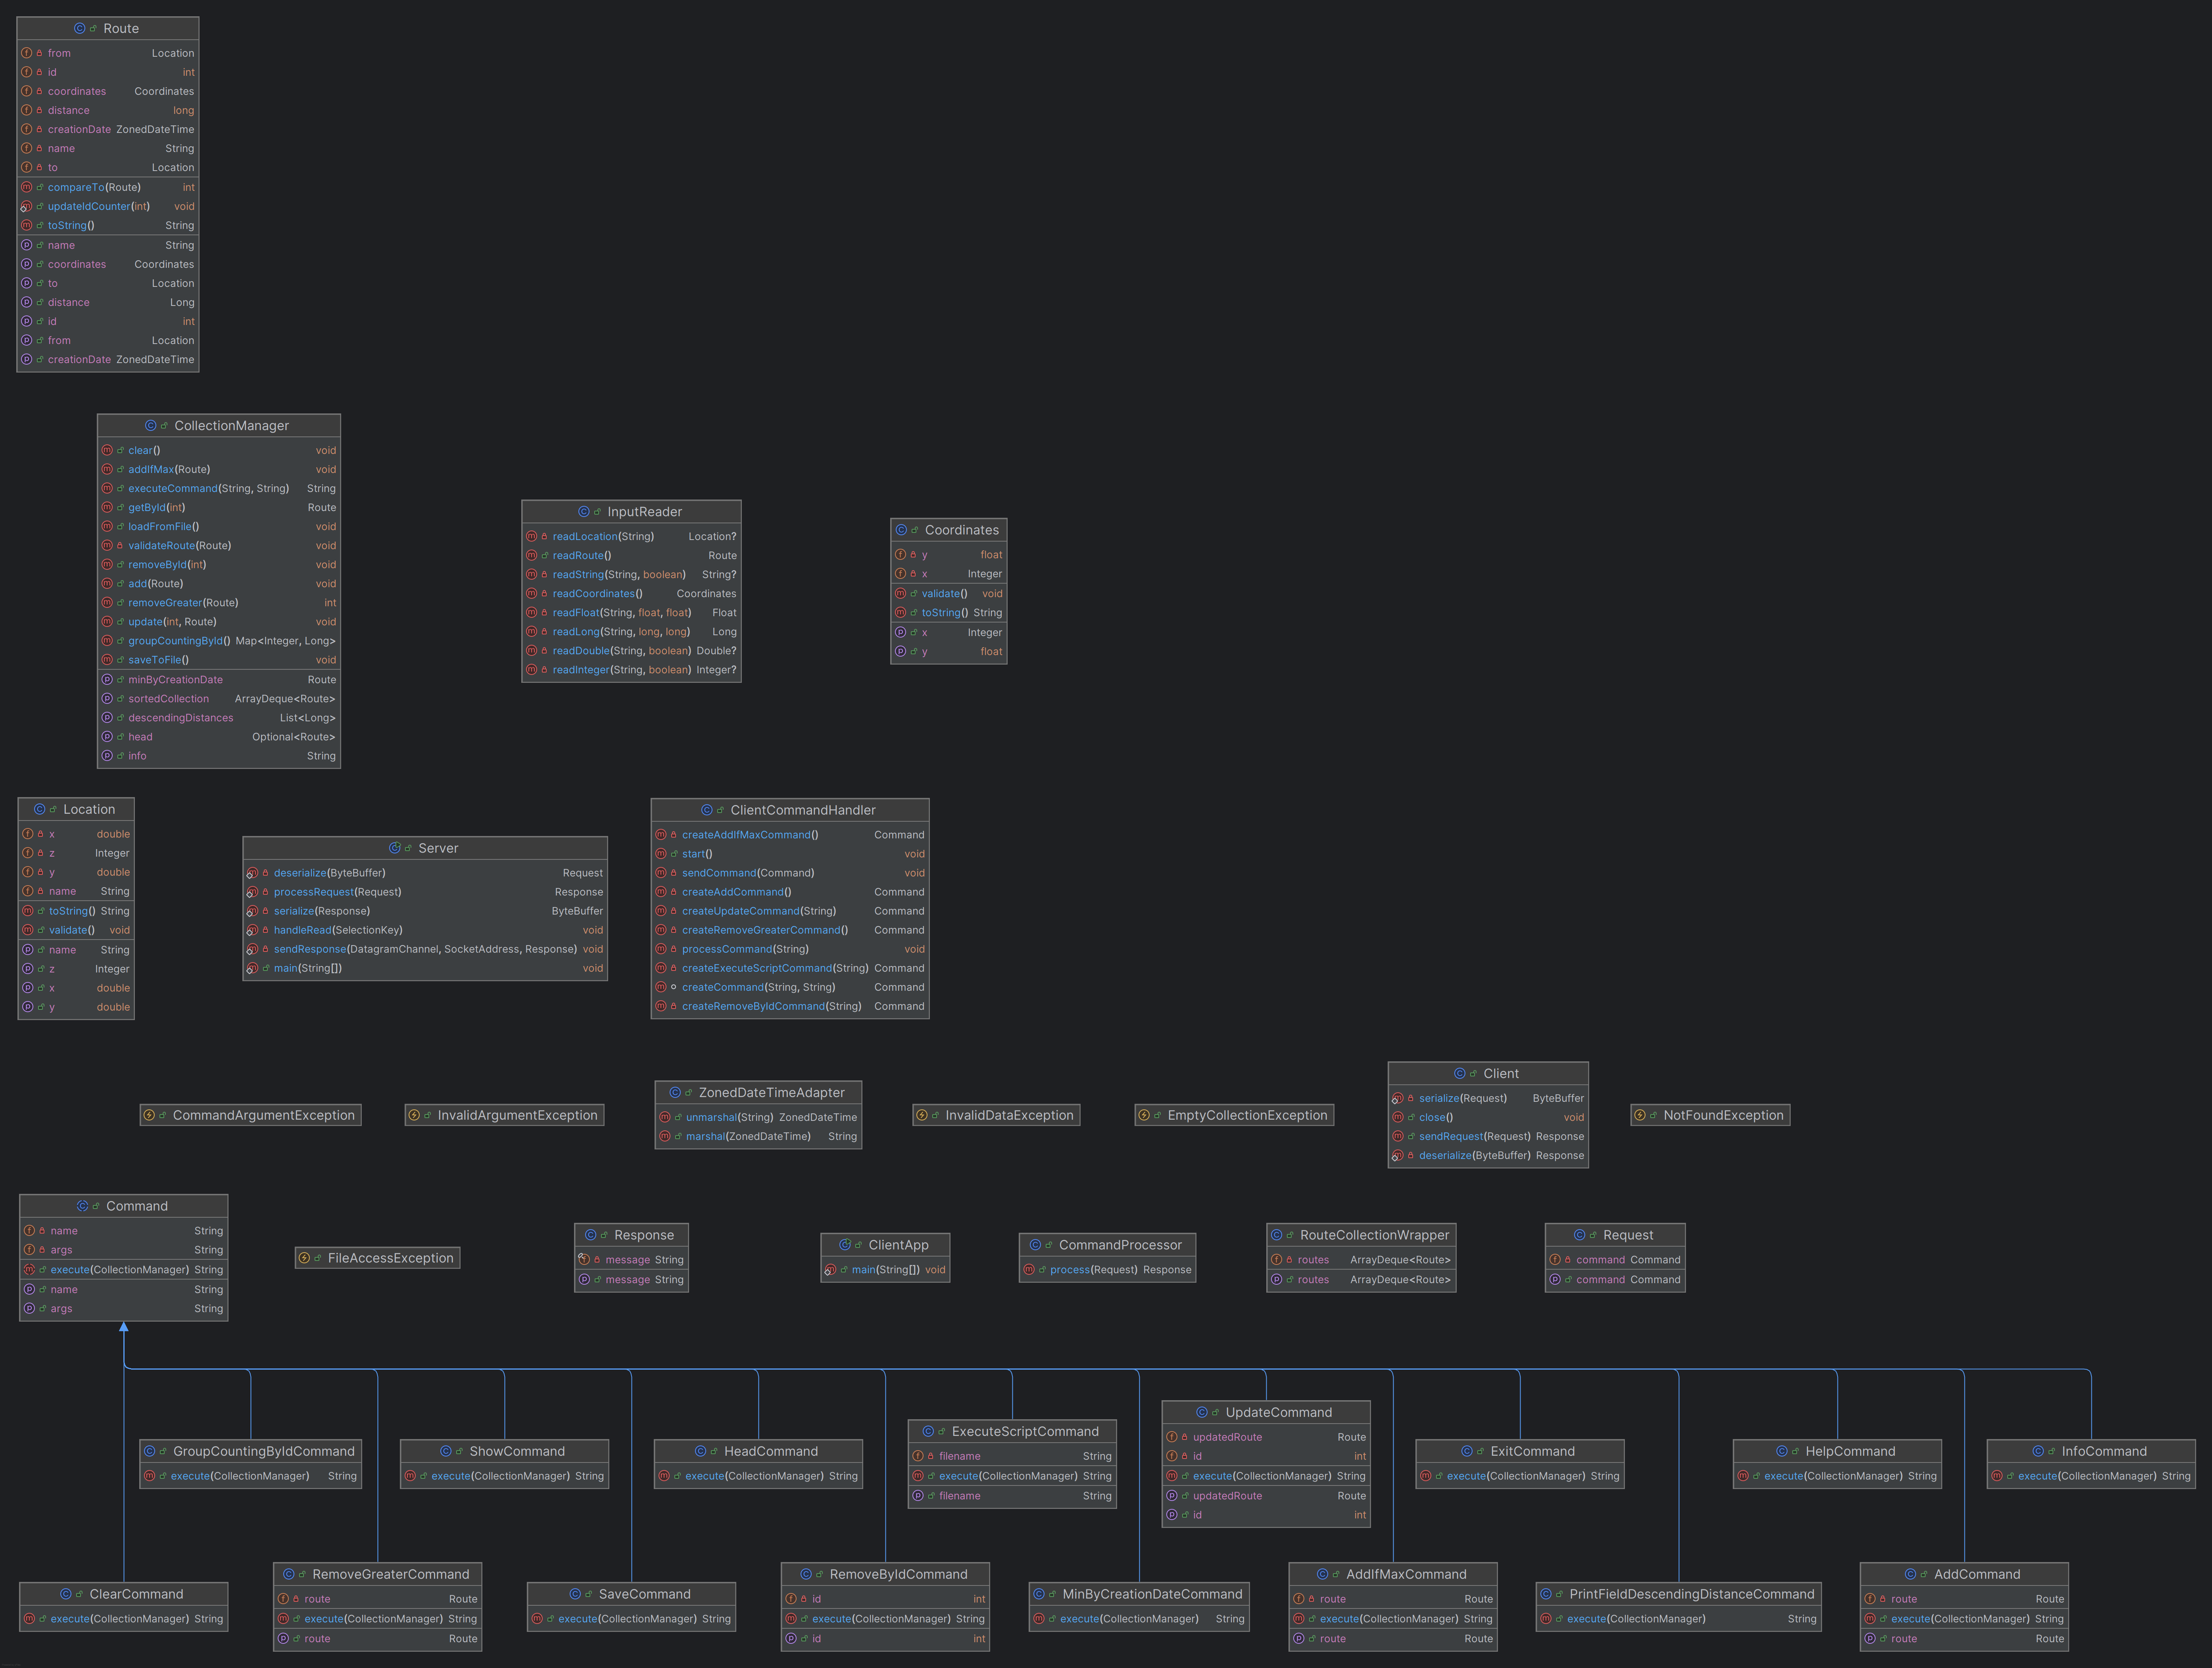 Route
from Location
id int
coordinates Coordinates
distance long
creationDate ZonedDateTime
name String
to Location
compareTo(Route) int
updateIdCounter(int) void
toString() String
name String
coordinates Coordinates
to Location
distance Long
id int
from Location
creationDate ZonedDateTime
CollectionManager
clear() void
addIfMax(Route) void
executeCommand(String, String) String
getById(int) Route
loadFromFile() void
validateRoute(Route) void
removeById(int) void
add(Route) void
removeGreater(Route) int
update(int, Route) void
groupCountingById() Map<Integer, Long>
saveToFile() void
minByCreationDate Route
sortedCollection ArrayDeque<Route>
descendingDistances List<Long>
head Optional<Route>
info String
InputReader
readLocation(String) Location?
readRoute() Route
readString(String, boolean) String?
readCoordinates() Coordinates
readFloat(String, float, float) Float
readLong(String, long, long) Long
readDouble(String, boolean) Double?
readInteger(String, boolean) Integer?
Coordinates
y float
x Integer
validate() void
toString() String
x Integer
y float
Location
x double
z Integer
y double
name String
toString() String
validate() void
name String
z Integer
x double
y double
Server
deserialize(ByteBuffer) Request
processRequest(Request) Response
serialize(Response) ByteBuffer
handleRead(SelectionKey) void
sendResponse(DatagramChannel, SocketAddress, Response) void
main(String[]) void
ClientCommandHandler
createAddIfMaxCommand() Command
start() void
sendCommand(Command) void
createAddCommand() Command
createUpdateCommand(String) Command
createRemoveGreaterCommand() Command
processCommand(String) void
createExecuteScriptCommand(String) Command
createCommand(String, String) Command
createRemoveByIdCommand(String) Command
CommandArgumentException
InvalidArgumentException
ZonedDateTimeAdapter
unmarshal(String) ZonedDateTime
marshal(ZonedDateTime) String
InvalidDataException
EmptyCollectionException
Client
serialize(Request) ByteBuffer
close() void
sendRequest(Request) Response
deserialize(ByteBuffer) Response
NotFoundException
Command
name String
args String
execute(CollectionManager) String
name String
args String
FileAccessException
Response
message String
message String
ClientApp
main(String[]) void
CommandProcessor
process(Request) Response
RouteCollectionWrapper
routes ArrayDeque<Route>
routes ArrayDeque<Route>
Request
command Command
command Command
GroupCountingByIdCommand
execute(CollectionManager) String
ShowCommand
execute(CollectionManager) String
HeadCommand
execute(CollectionManager) String
ExecuteScriptCommand
filename String
execute(CollectionManager) String
filename String
UpdateCommand
updatedRoute Route
id int
execute(CollectionManager) String
updatedRoute Route
id int
ExitCommand
execute(CollectionManager) String
HelpCommand
execute(CollectionManager) String
InfoCommand
execute(CollectionManager) String
ClearCommand
execute(CollectionManager) String
RemoveGreaterCommand
route Route
execute(CollectionManager) String
route Route
SaveCommand
execute(CollectionManager) String
RemoveByIdCommand
id int
execute(CollectionManager) String
id int
MinByCreationDateCommand
execute(CollectionManager) String
AddIfMaxCommand
route Route
execute(CollectionManager) String
route Route
PrintFieldDescendingDistanceCommand
execute(CollectionManager) String
AddCommand
route Route
execute(CollectionManager) String
route Route